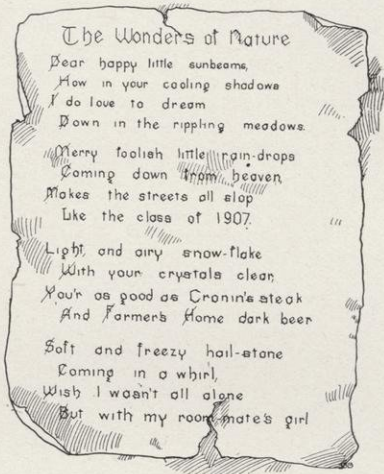 The Wonders of Nature
Dear happy little sunbeams,
How in your cooling shadows
I do love to dream
Down in the rippling meadows.
Merry foolish little rain-drops
Coming down from heaven
Makes the streets all slop
Like the class of 1907.
Light, and airy snow-flake
With your crystals clear,
You'r as good as Cronin's steak
And Farmer's Home dark beer
Soft and freezy hail-stone
Coming in a whirl,
Wish I wasn't all alone
But with my room mate's girl